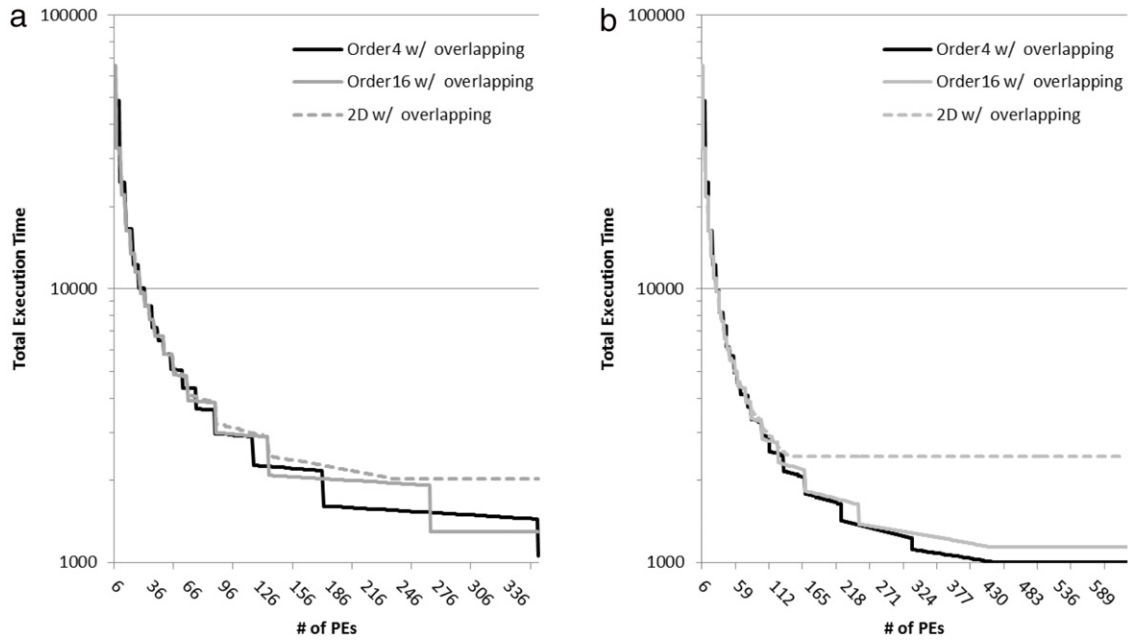 a
100000
10000
1000
Total Execution Time
Order4 w/ overlapping
Order16 w/ overlapping
2D w/ overlapping
6 36 66 96 126 156 186 216 246 276 306 336
# of PEs
b
100000
10000
1000
Total Execution Time
Order4 w/ overlapping
Order16 w/ overlapping
2D w/ overlapping
6 59 112 165 218 271 324 377 430 483 536 589
# of PEs